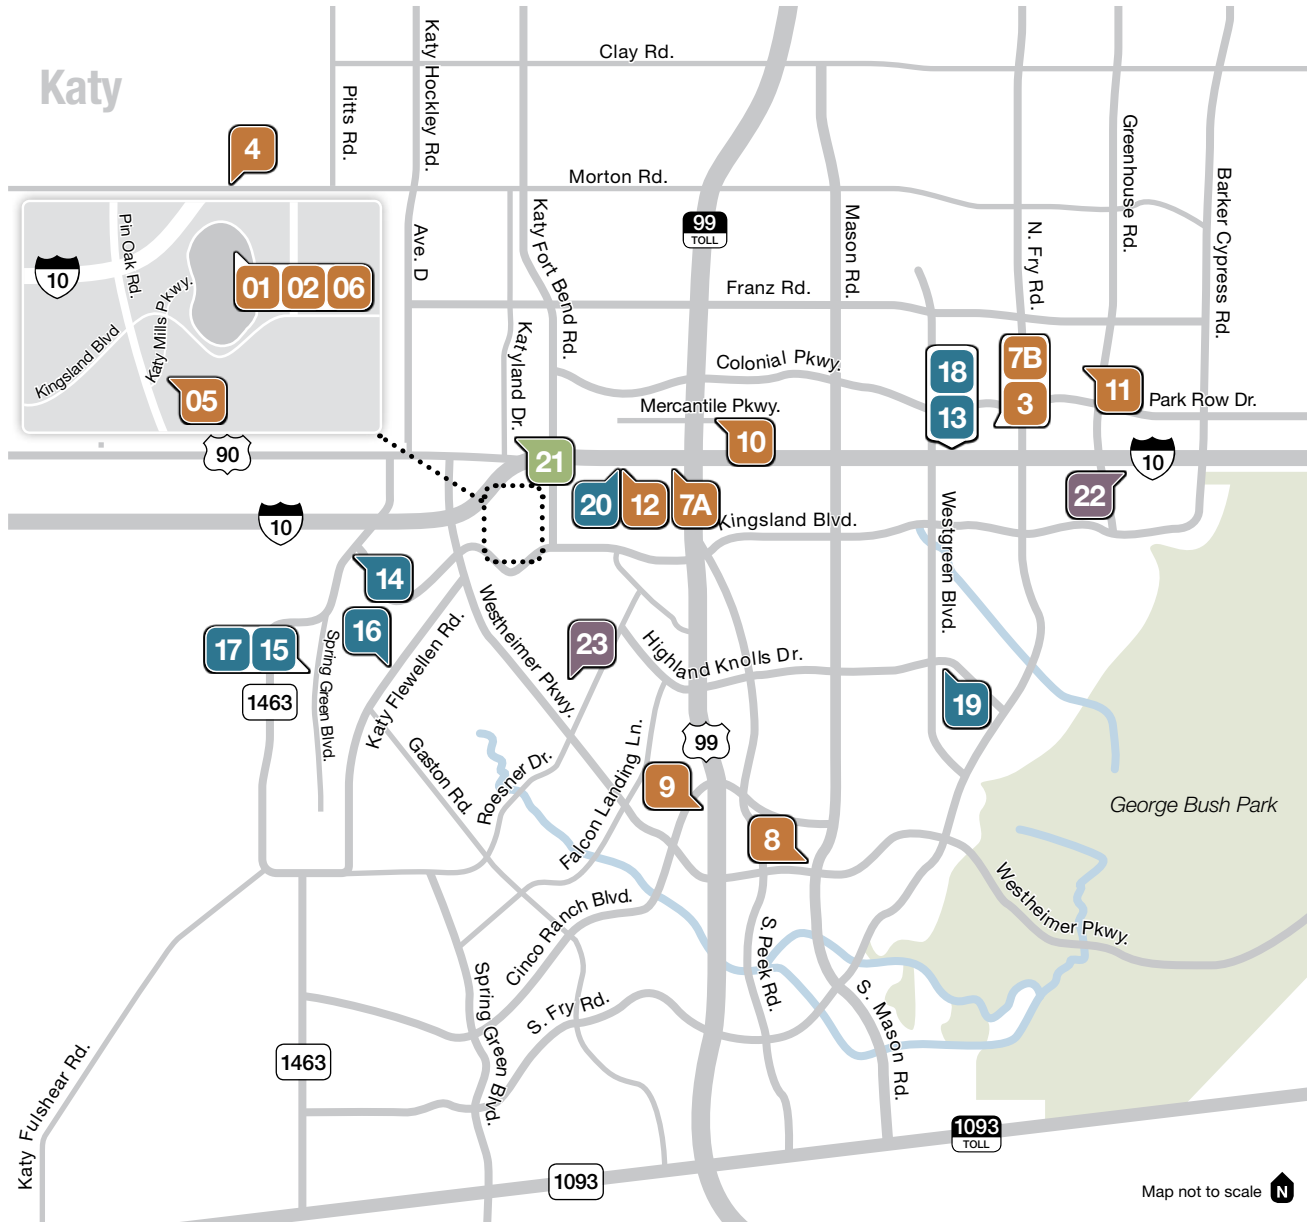 Katy
Clay Rd.
Katy Hockley Rd.
Pitts Rd.
4
Greenhouse Rd.
Morton Rd.
Barker Cypress Rd.
Katy Fort Bend Rd.
Mason Rd.
99
TOLL
N. Fry Rd.
Ave. D
Pin Oak Rd.
10
01 02 06
Katy Mills Pkwy.
Kingsland Blvd
05
Franz Rd.
Katyland Dr.
Colonial Pkwy.
18
13
7B
3
11
Park Row Dr.
Mercantile Pkwy.
10
90
21
10
20
12
7A
22
10
Kingsland Blvd.
Westgreen Blvd.
14
16
17 15
1463
Spring Green Blvd.
Katy Flewellen Rd.
Westheimer Pkwy.
23
Highland Knolls Dr.
19
99
Gaston Rd.
Roesner Dr.
Falcon Landing Ln.
9
8
George Bush Park
Westheimer Pkwy.
Cinco Ranch Blvd.
S. Peek Rd.
Spring Green Blvd.
S. Fry Rd.
S. Mason Rd.
1463
Katy Fulshear Rd.
1093
TOLL
1093
Map not to scale N